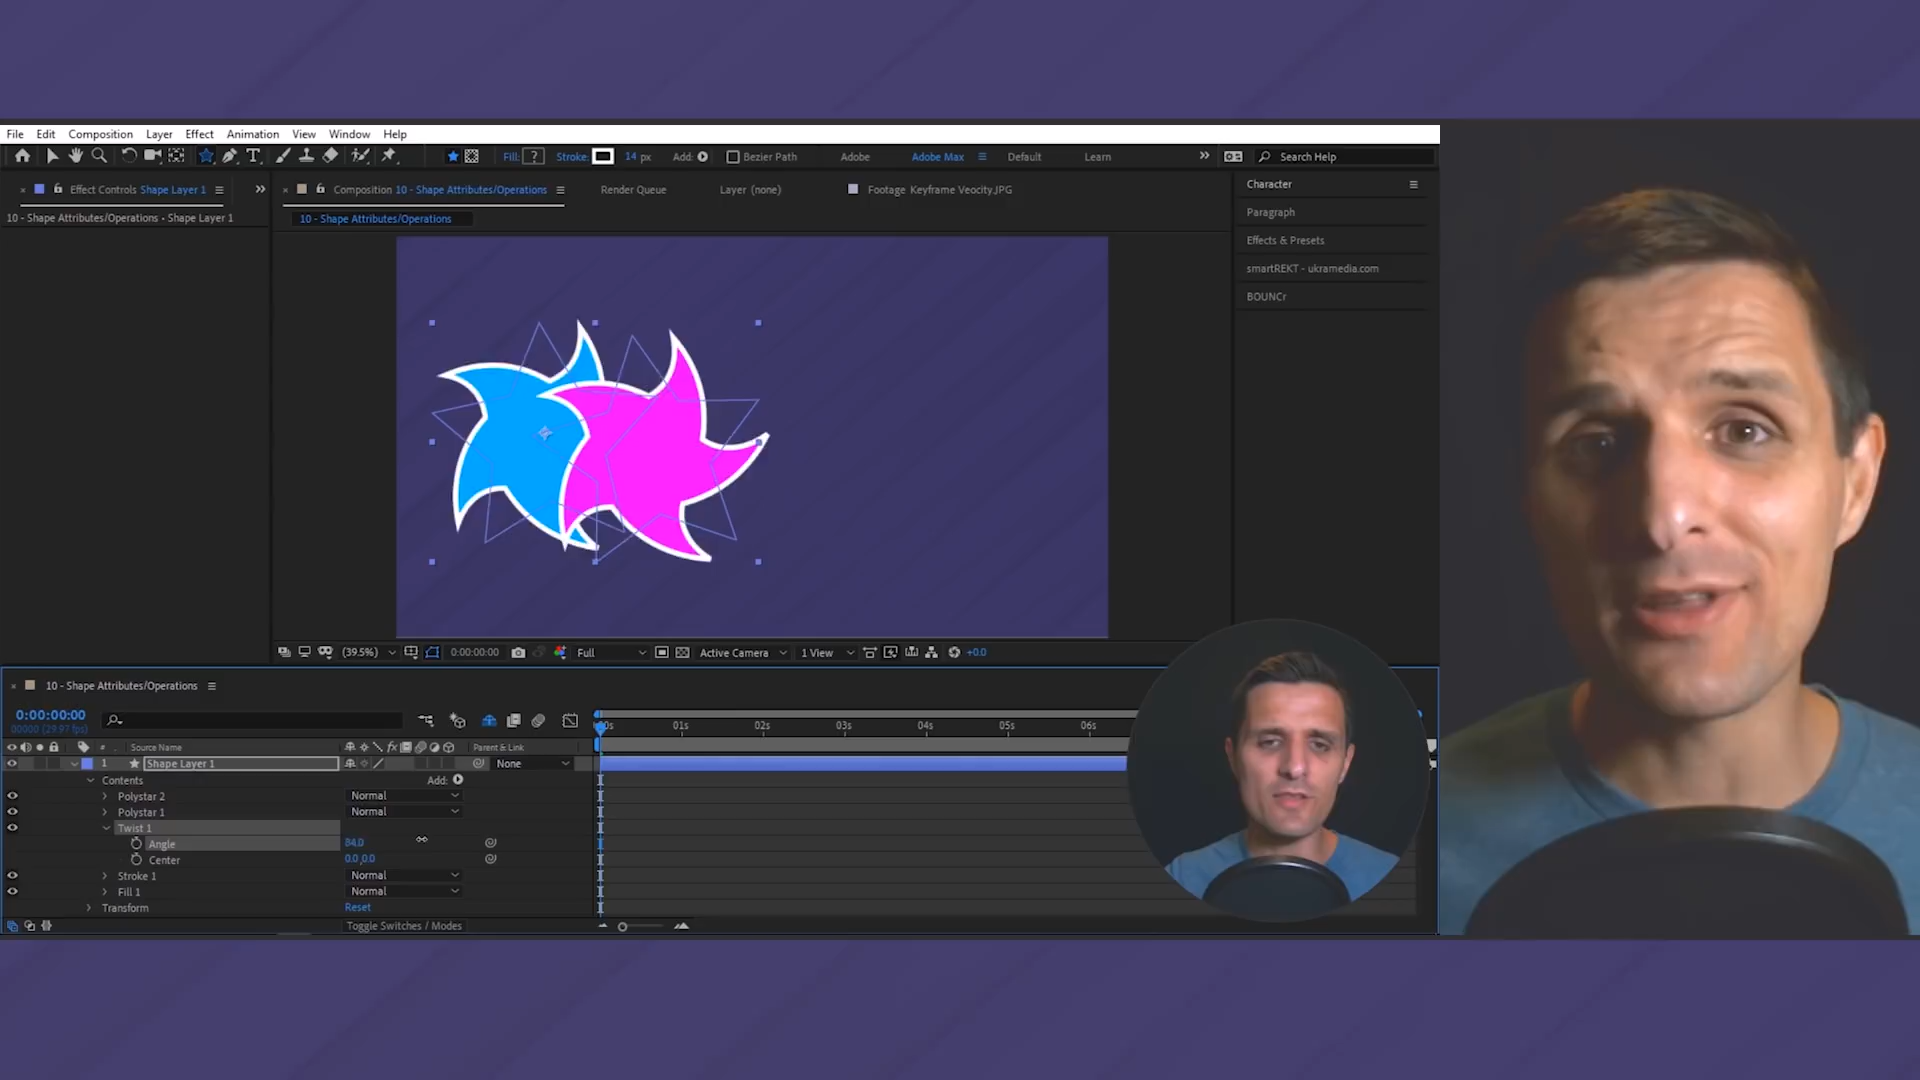 File Edit Composition Layer Effect Animation View Window Help
Fill: ? Stroke: 14 px Add: Bezier Path Adobe Adobe Max Default Learn Search Help
Effect Controls Shape Layer 1 Composition 10 - Shape Attributes/Operations Render Queue Layer (none) Footage Keyframe Veocity.JPG Character
10 - Shape Attributes/Operations • Shape Layer 1 10 - Shape Attributes/Operations
Paragraph
Effects & Presets
smartREKT - ukramedia.com
BOUNCr
(39.5%) 0:00:00:00 Full Active Camera 1 View +0.0
10 - Shape Attributes/Operations
0:00:00:00
00000 (29.97 fps)
01s 02s 03s 04s 05s 06s
# Source Name fx Parent & Link
1 Shape Layer 1 None
Contents Add:
Polystar 2 Normal
Polystar 1 Normal
Twist 1
Angle 84.0
Center 0.0,0.0
Stroke 1 Normal
Fill 1 Normal
Transform Reset
Toggle Switches / Modes